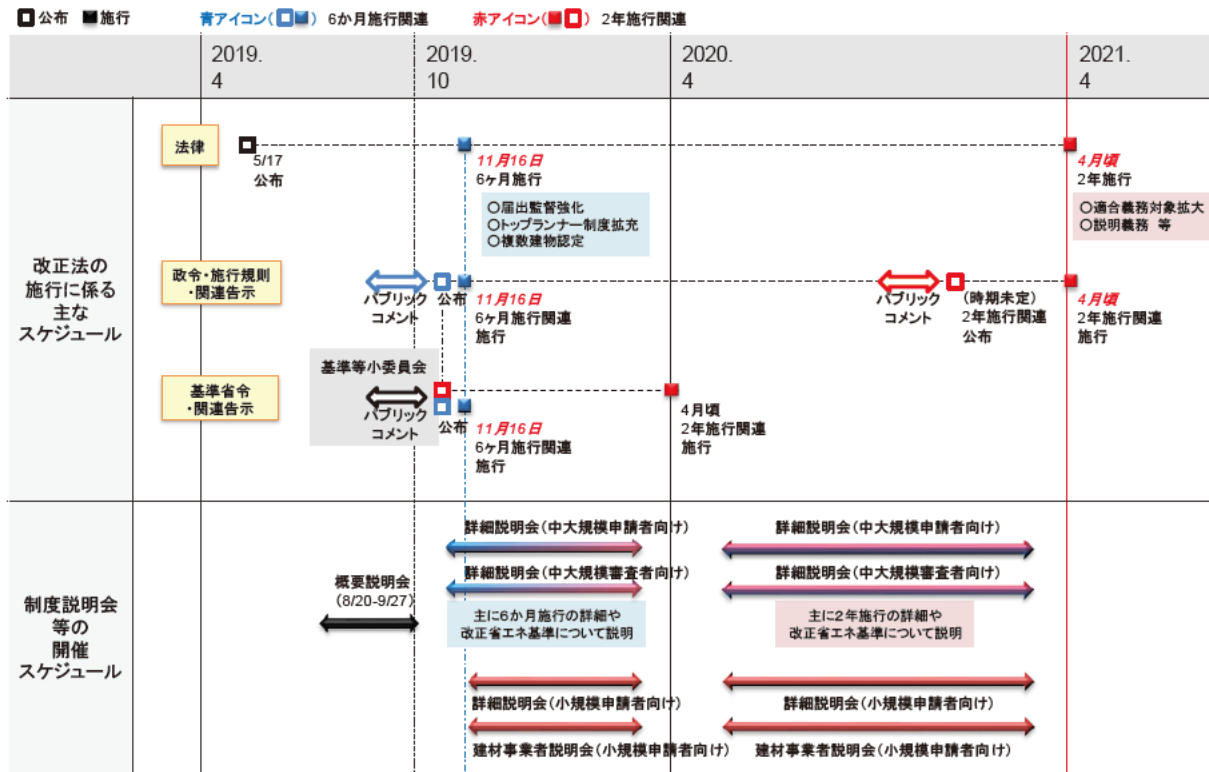 公布 施行 青アイコン( ) 6か月施行関連 赤アイコン( ) 2年施行関連
2019.
4
2019.
10
2020.
4
2021.
4
改正法の
施行に係る
主な
スケジュール
法律
5/17
公布
11月16日
6ヶ月施行
○届出監督強化
○トップランナー制度拡充
○複数建物認定
4月頃
2年施行
○適合義務対象拡大
○説明義務 等
政令・施行規則
・関連告示
パブリック
コメント
公布
11月16日
6ヶ月施行関連
施行
パブリック
コメント
(時期未定)
2年施行関連
公布
4月頃
2年施行関連
施行
基準省令
・関連告示
基準等小委員会
パブリック
コメント
公布
11月16日
6ヶ月施行関連
施行
4月頃
2年施行関連
施行
制度説明会
等の
開催
スケジュール
概要説明会
(8/20-9/27)
詳細説明会(中大規模申請者向け)
詳細説明会(中大規模審査者向け)
主に6か月施行の詳細や
改正省エネ基準について説明
詳細説明会(小規模申請者向け)
建材事業者説明会(小規模申請者向け)
詳細説明会(中大規模申請者向け)
詳細説明会(中大規模審査者向け)
主に2年施行の詳細や
改正省エネ基準について説明
詳細説明会(小規模申請者向け)
建材事業者説明会(小規模申請者向け)